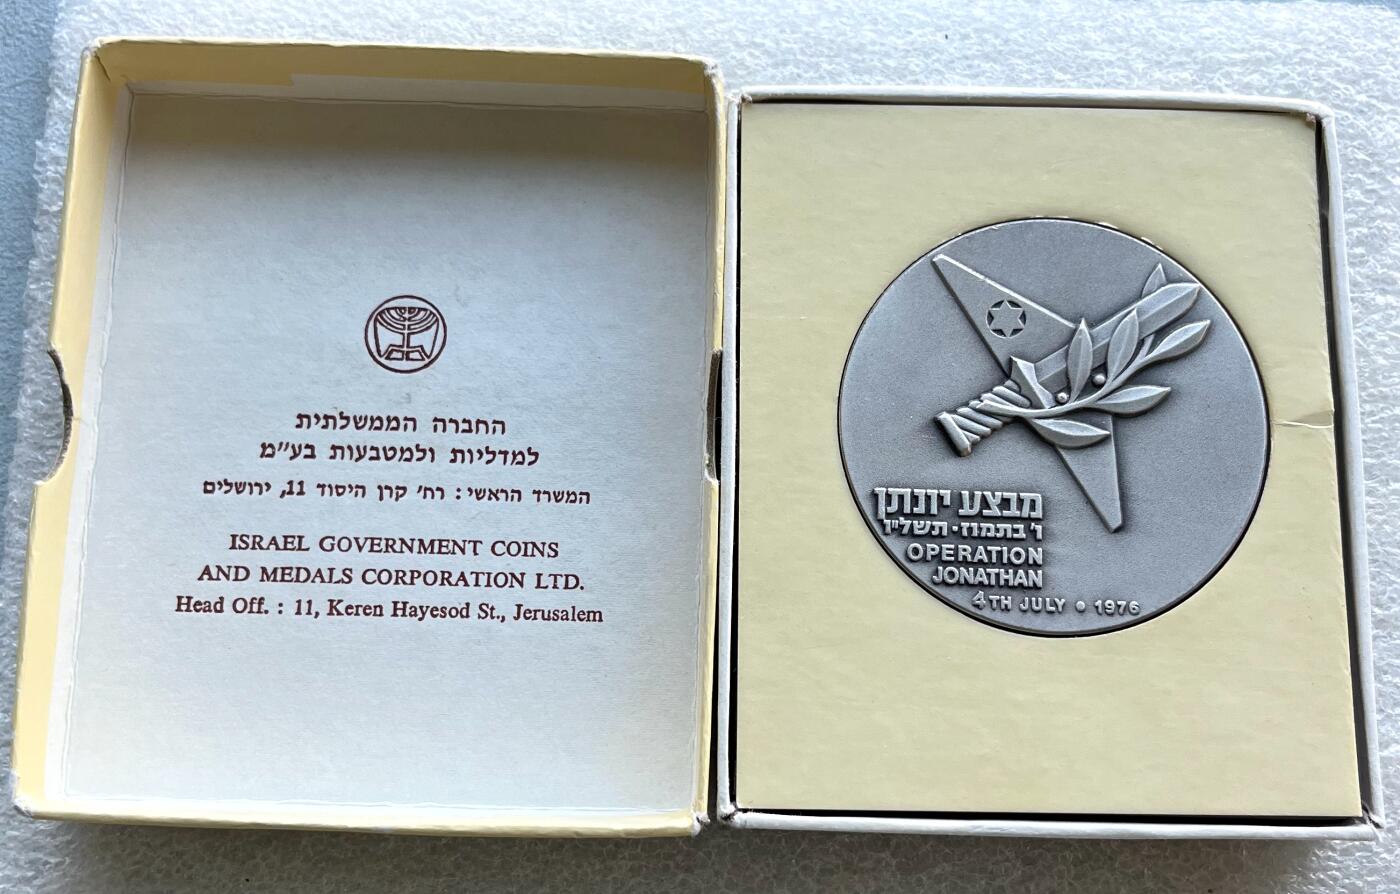 החברה הממשלתית
למדליות ולמטבעות בע״מ
המשרד הראשי: רח׳ קרן היסוד 11, ירושלים
ISRAEL GOVERNMENT COINS
AND MEDALS CORPORATION LTD.
Head Off. : 11, Keren Hayesod St., Jerusalem
מבצע יונתן
ו׳ בתמוז • תשל״ו
OPERATION
JONATHAN
4TH JULY • 1976